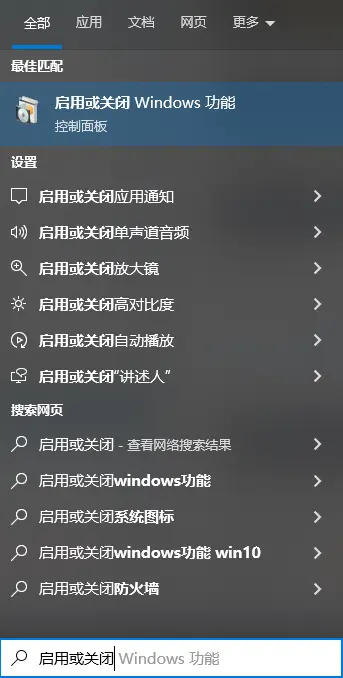 全部 应用 文档 网页 更多
最佳匹配
启用或关闭 Windows 功能
控制面板
设置
启用或关闭应用通知
启用或关闭单声道音频
启用或关闭放大镜
启用或关闭高对比度
启用或关闭自动播放
启用或关闭“讲述人”
搜索网页
启用或关闭 - 查看网络搜索结果
启用或关闭windows功能
启用或关闭系统图标
启用或关闭windows功能 win10
启用或关闭防火墙
启用或关闭 Windows 功能